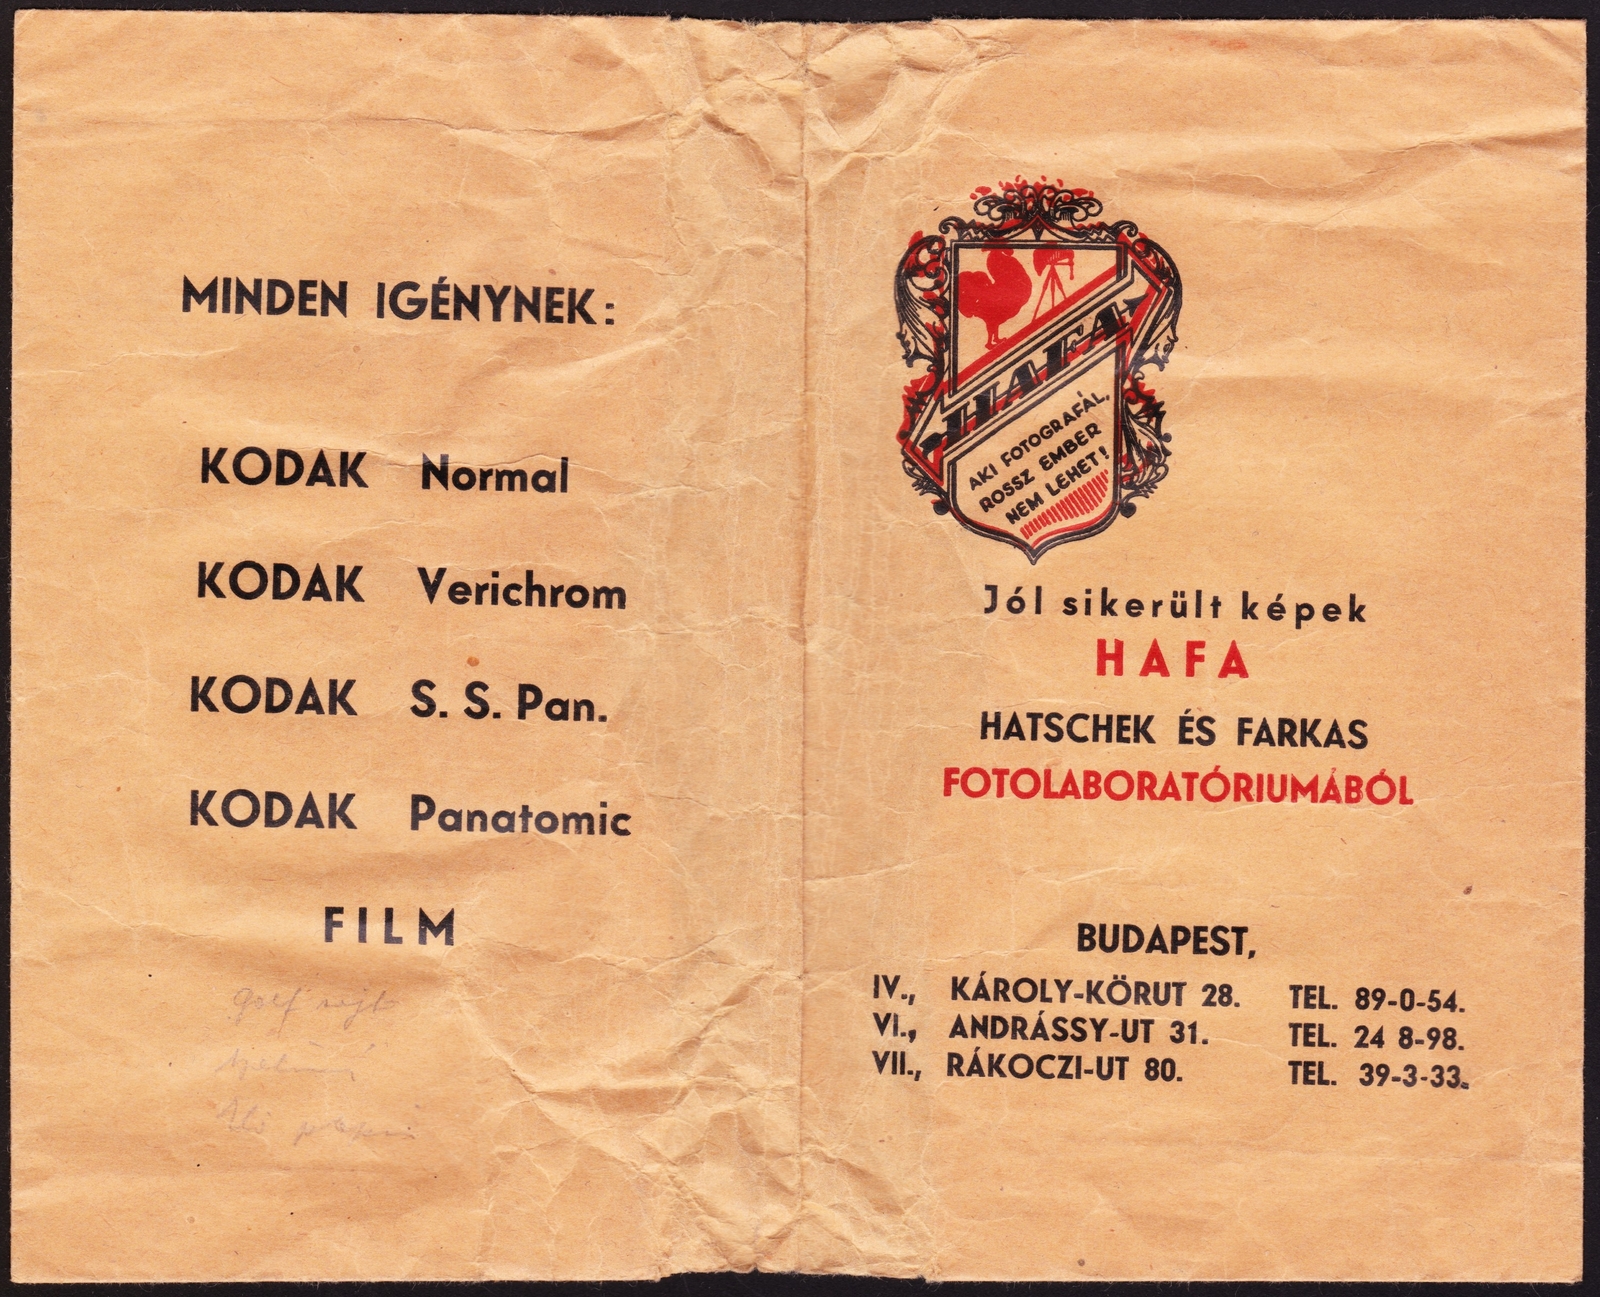 MINDEN IGÉNYNEK:
KODAK Normal
KODAK Verichrom
KODAK S. S. Pan.
KODAK Panatomic
FILM
HAFA
AKI FOTOGRAFÁL,
ROSSZ EMBER
NEM LEHET!
Jól sikerült képek
HAFA
HATSCHEK ÉS FARKAS
FOTOLABORATÓRIUMÁBÓL
BUDAPEST,
IV., KÁROLY-KÖRUT 28. TEL. 89-0-54.
VI., ANDRÁSSY-UT 31. TEL. 24 8-98.
VII., RÁKOCZI-UT 80. TEL. 39-3-33.